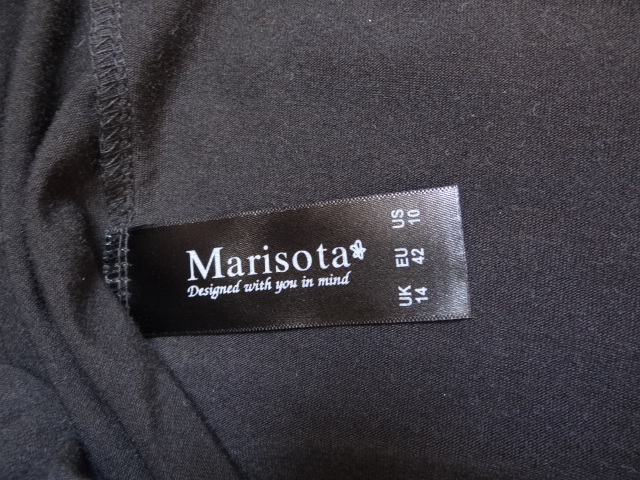 Marisota
Designed with you in mind
UK EU US
14 42 10